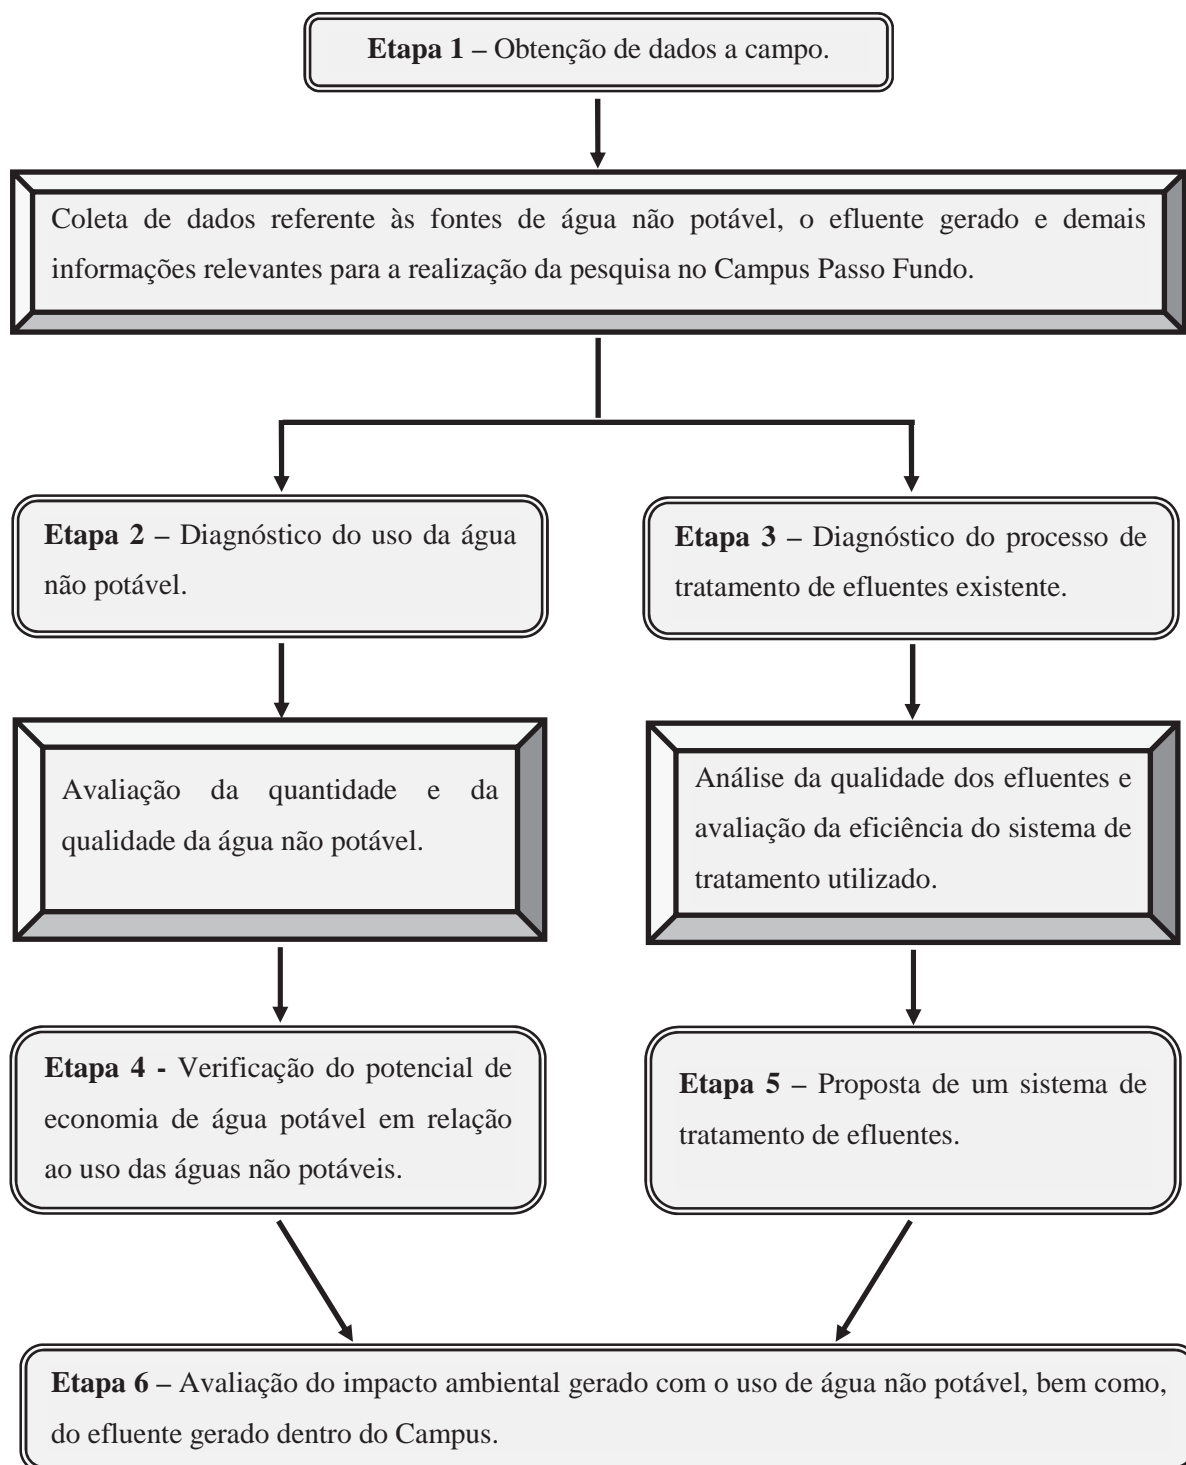 Etapa 1 – Obtenção de dados a campo.
Coleta de dados referente às fontes de água não potável, o efluente gerado e demais
informações relevantes para a realização da pesquisa no Campus Passo Fundo.
Etapa 2 – Diagnóstico do uso da água
não potável.
Etapa 3 – Diagnóstico do processo de
tratamento de efluentes existente.
Avaliação da quantidade e da
qualidade da água não potável.
Análise da qualidade dos efluentes e
avaliação da eficiência do sistema de
tratamento utilizado.
Etapa 4 - Verificação do potencial de
economia de água potável em relação
ao uso das águas não potáveis.
Etapa 5 – Proposta de um sistema de
tratamento de efluentes.
Etapa 6 – Avaliação do impacto ambiental gerado com o uso de água não potável, bem como,
do efluente gerado dentro do Campus.